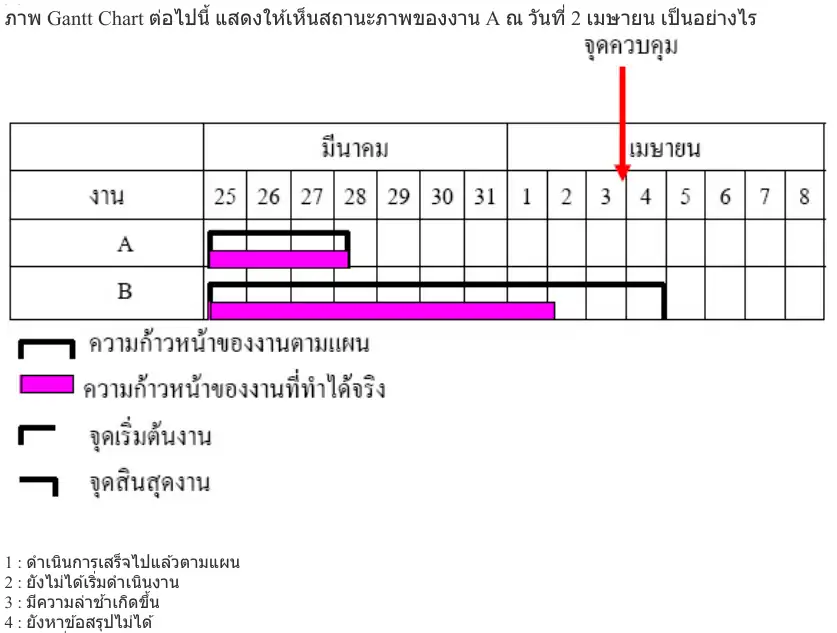 ภาพ Gantt Chart ต่อไปนี้ แสดงให้เห็นสถานะภาพของงาน A ณ วันที่ 2 เมษายน เป็นอย่างไร
จุดควบคุม
มีนาคม เมษายน
งาน 25 26 27 28 29 30 31 1 2 3 4 5 6 7 8
A
B
ความก้าวหน้าของงานตามแผน
ความก้าวหน้าของงานที่ทำได้จริง
จุดเริ่มต้นงาน
จุดสินสุดงาน
1 : ดำเนินการเสร็จไปแล้วตามแผน
2 : ยังไม่ได้เริ่มดำเนินงาน
3 : มีความล่าช้าเกิดขึ้น
4 : ยังหาข้อสรุปไม่ได้